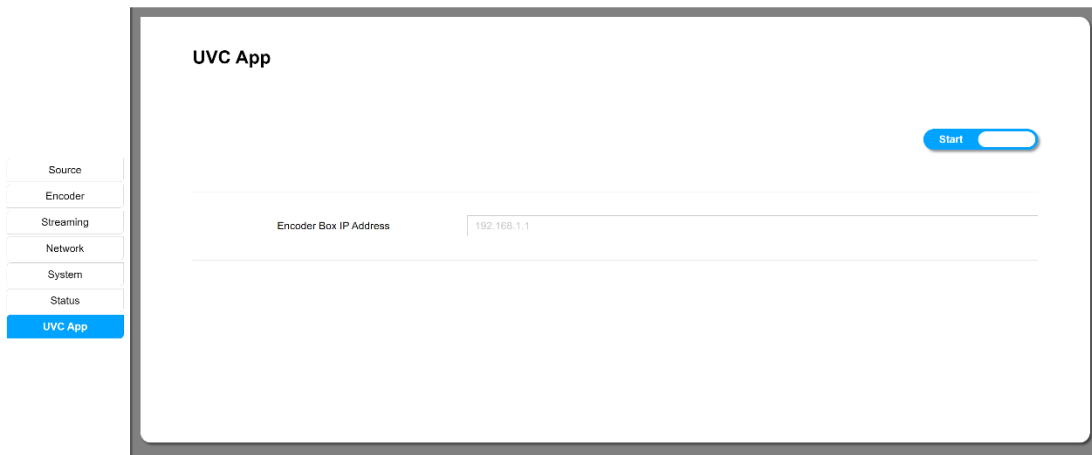 UVC App
Start
Source
Encoder
Streaming
Network
System
Status
UVC App
Encoder Box IP Address
192.168.1.1